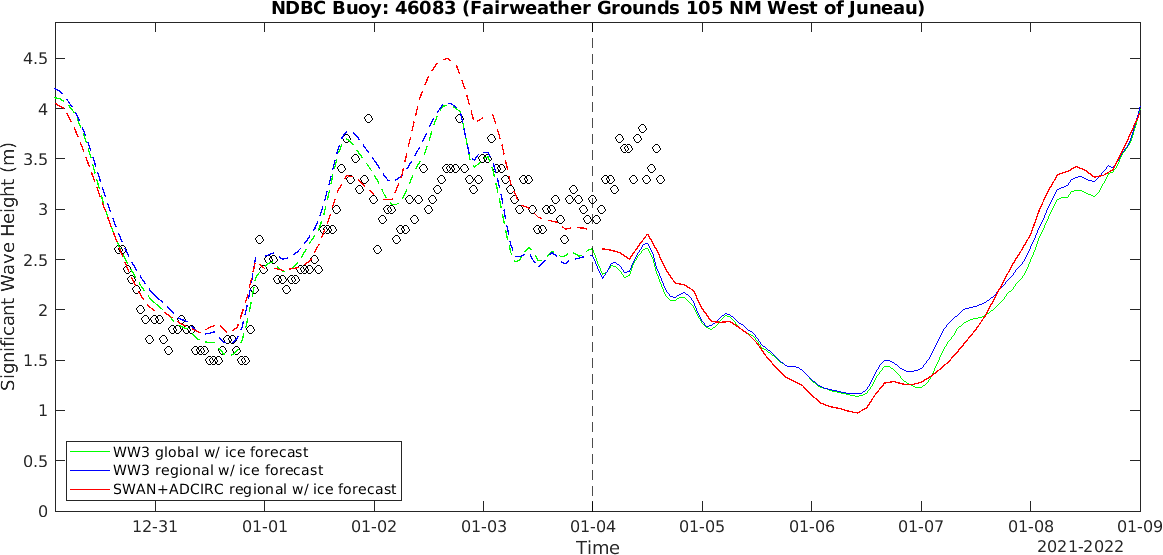 NDBC Buoy: 46083 (Fairweather Grounds 105 NM West of Juneau)
Significant Wave Height (m)
4.5
4
3.5
3
2.5
2
1.5
1
0.5
0
WW3 global w/ ice forecast
WW3 regional w/ ice forecast
SWAN+ADCIRC regional w/ ice forecast
12-31 01-01 01-02 01-03 01-04 01-05 01-06 01-07 01-08 01-09
Time
2021-2022